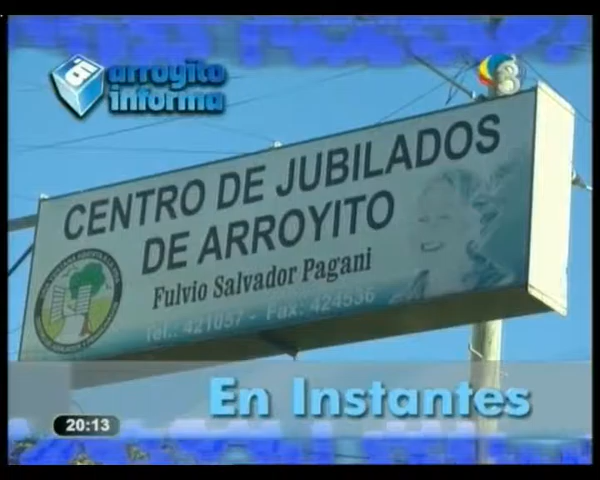 arroyito
informa
CENTRO DE JUBILADOS
DE ARROYITO
Fulvio Salvador Pagani
Tel.: 421057 - Fax: 424536
En Instantes
20:13